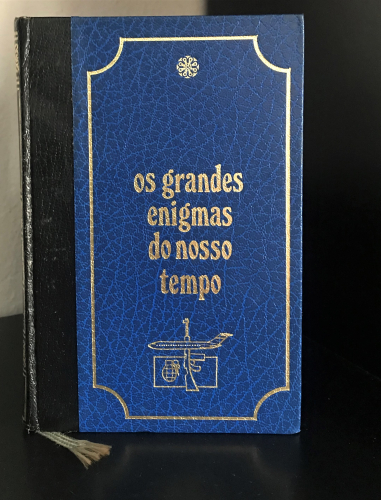 os grandes
enigmas
do nosso
tempo